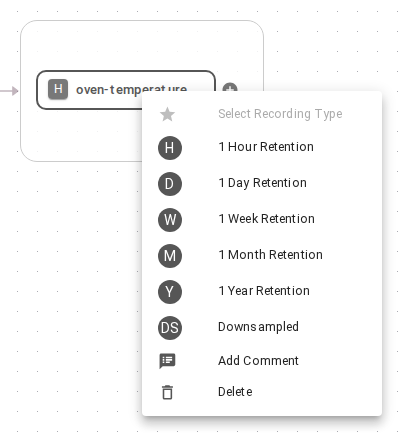 H oven-temperature
Select Recording Type
H 1 Hour Retention
D 1 Day Retention
W 1 Week Retention
M 1 Month Retention
Y 1 Year Retention
DS Downsampled
Add Comment
Delete